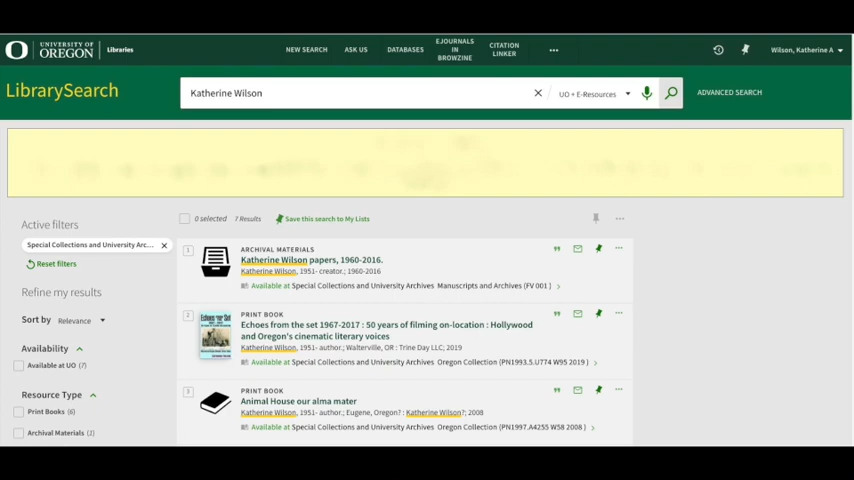 O UNIVERSITY OF OREGON Libraries
NEW SEARCH ASK US DATABASES EJOURNALS IN BROWZINE CITATION LINKER ••• Wilson, Katherine A
LibrarySearch
Katherine Wilson UO + E-Resources ADVANCED SEARCH
0 selected 7 Results Save this search to My Lists
Active filters
Special Collections and University Arc...
Reset filters
Refine my results
Sort by Relevance
Availability
Available at UO (7)
Resource Type
Print Books (6)
Archival Materials (1)
1
ARCHIVAL MATERIALS
Katherine Wilson papers, 1960-2016.
Katherine Wilson, 1951- creator.; 1960-2016
Available at Special Collections and University Archives Manuscripts and Archives (FV 001 )
2
PRINT BOOK
Echoes from the set 1967-2017 : 50 years of filming on-location : Hollywood
and Oregon's cinematic literary voices
Katherine Wilson, 1951- author.; Walterville, OR : Trine Day LLC; 2019
Available at Special Collections and University Archives Oregon Collection (PN1993.5.U774 W95 2019 )
3
PRINT BOOK
Animal House our alma mater
Katherine Wilson, 1951- author.; Eugene, Oregon? : Katherine Wilson?; 2008
Available at Special Collections and University Archives Oregon Collection (PN1997.A4255 W58 2008 )